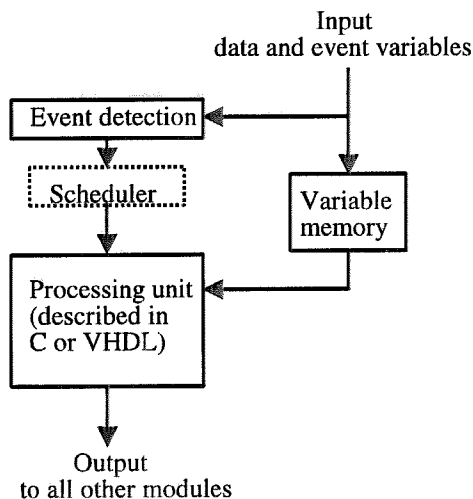 Input
data and event variables
Event detection
Scheduler
Variable
memory
Processing unit
(described in
C or VHDL)
Output
to all other modules